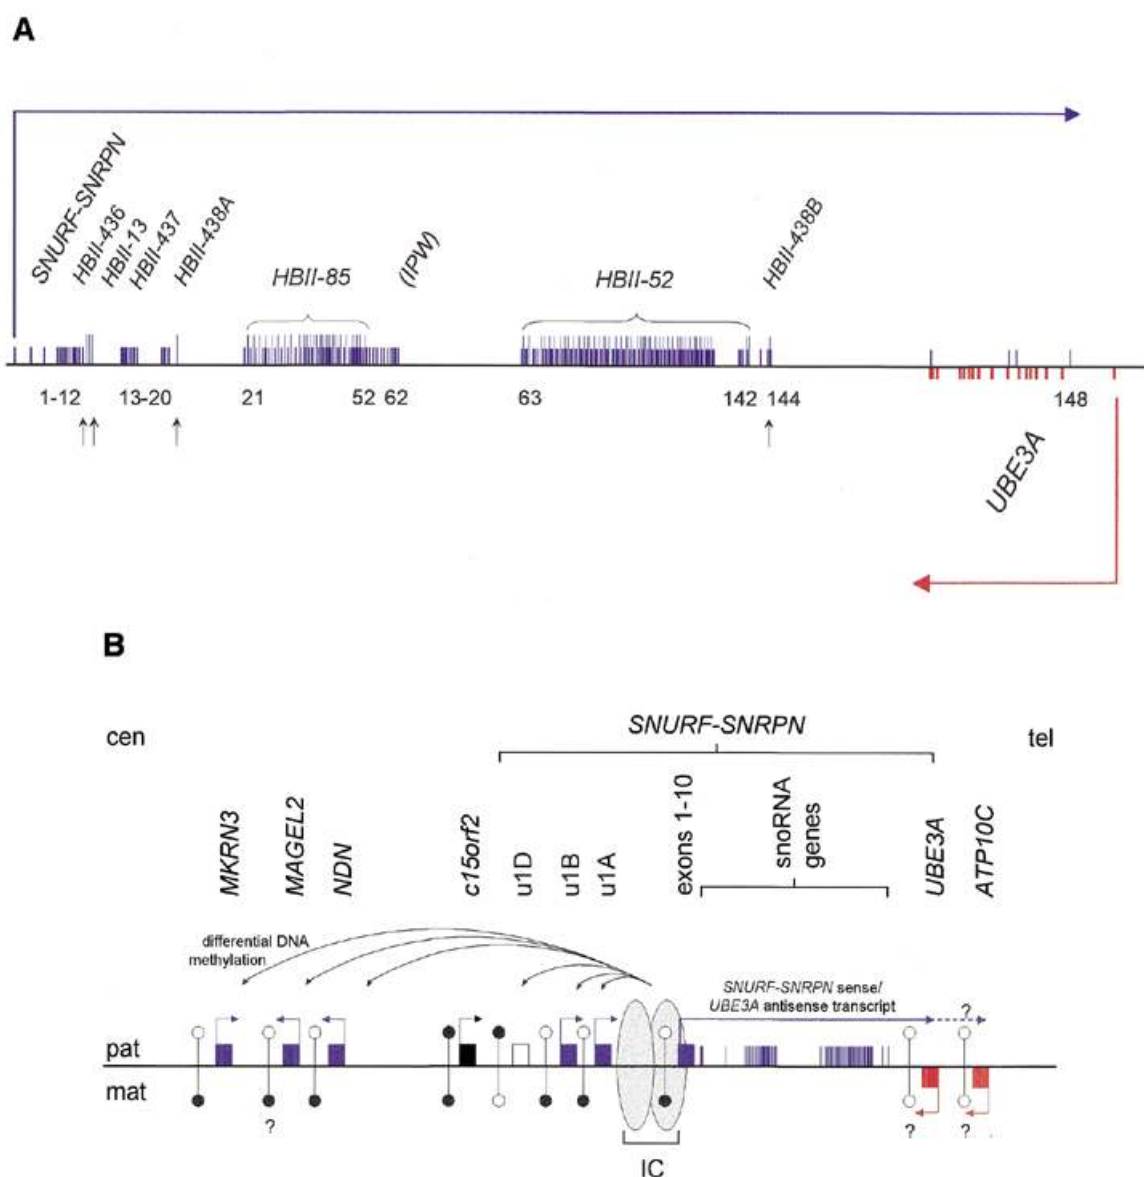 A
SNURF-SNRPN
HBII-436
HBII-13
HBII-437
HBII-438A
HBII-85
(IPW)
HBII-52
HBII-438B
1-12
13-20
21
52 62
63
142 144
148
UBE3A
B
cen
SNURF-SNRPN
tel
MKRN3
MAGEL2
NDN
c15orf2
u1D
u1B
u1A
exons 1-10
snoRNA
genes
UBE3A
ATP10C
differential DNA
methylation
SNURF-SNRPN sense/
UBE3A antisense transcript
?
pat
mat
?
?
?
IC